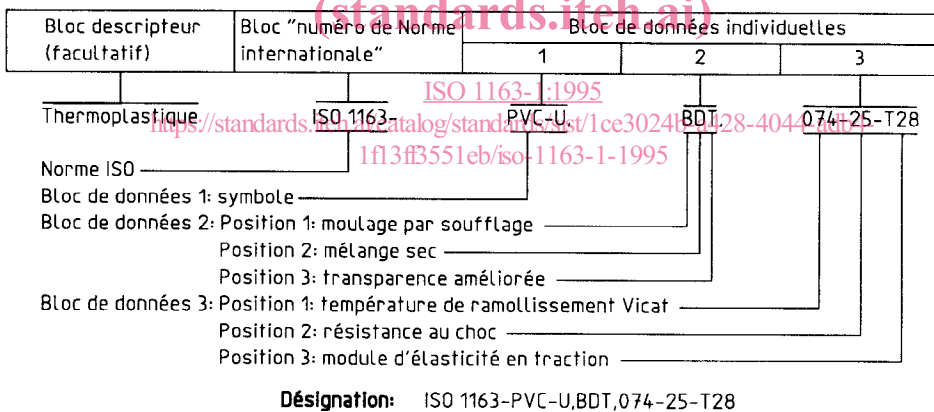 (standards.iteh.ai)
Bloc descripteur
(facultatif)
Bloc "numéro de Norme
internationale"
Bloc de données individuelles
1
2
3
ISO 1163-1:1995
Thermoplastique
ISO 1163-
PVC-U,
BDT,
074-25-T28
1f13ff3551eb/iso-1163-1-1995
Norme ISO
Bloc de données 1: symbole
Bloc de données 2: Position 1: moulage par soufflage
Position 2: mélange sec
Position 3: transparence améliorée
Bloc de données 3: Position 1: température de ramollissement Vicat
Position 2: résistance au choc
Position 3: module d'élasticité en traction
Désignation: ISO 1163-PVC-U,BDT,074-25-T28